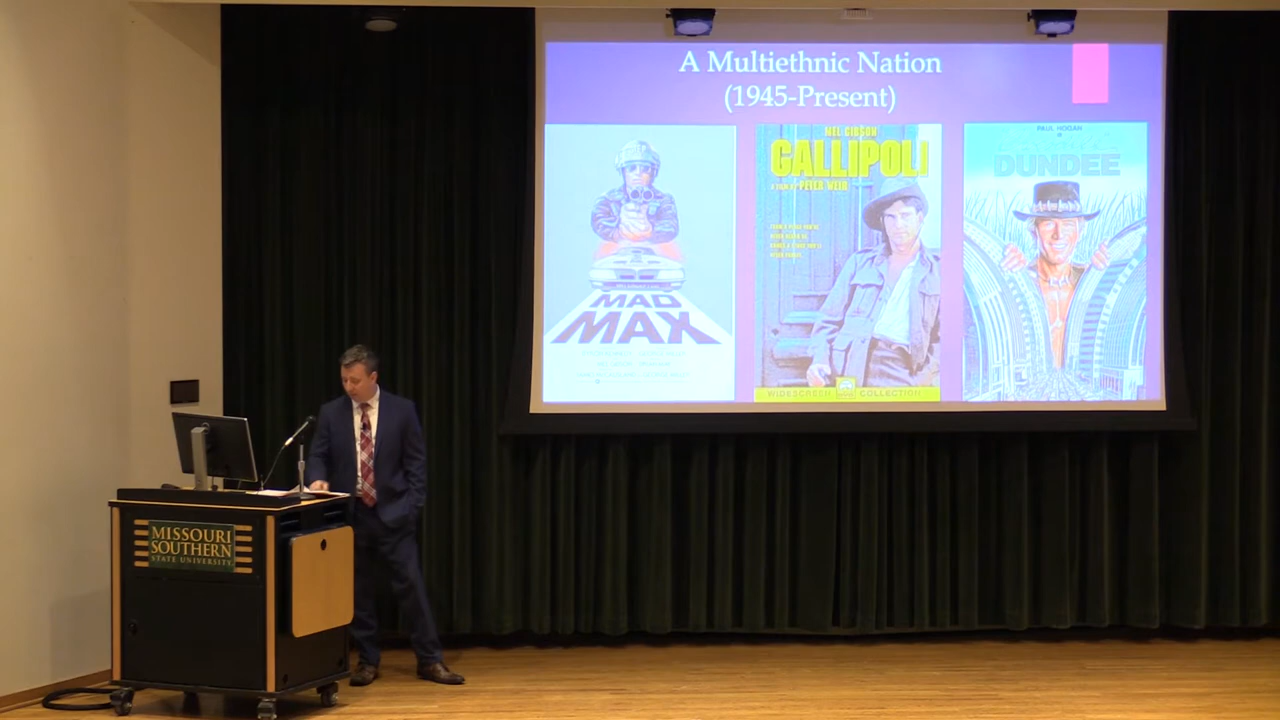 A Multiethnic Nation
(1945-Present)
MAD
MAX
MEL GIBSON
GALLIPOLI
A FILM BY PETER WEIR
WIDESCREEN COLLECTION
PAUL HOGAN
DUNDEE
MISSOURI
SOUTHERN
STATE UNIVERSITY